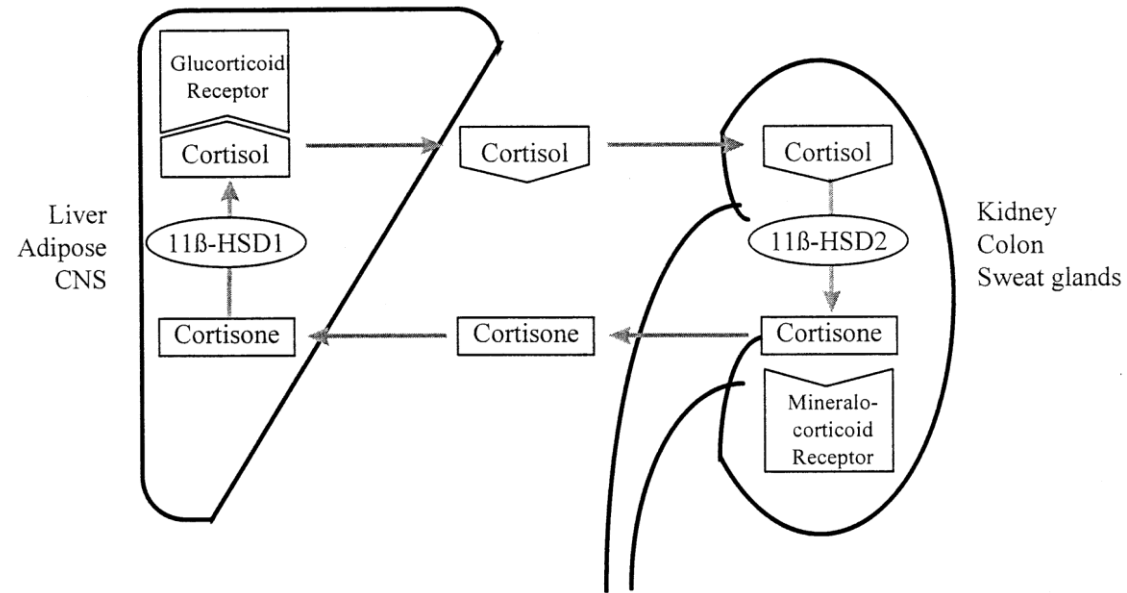 Glucorticoid
Receptor
Cortisol
11ß-HSD1
Cortisone
Liver
Adipose
CNS
Cortisol
Cortisone
Cortisol
11ß-HSD2
Cortisone
Mineralo-
corticoid
Receptor
Kidney
Colon
Sweat glands